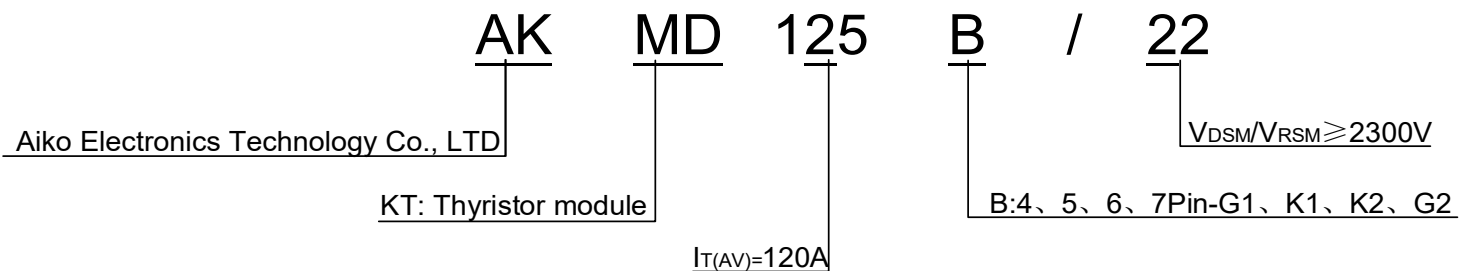 AK MD 125 B / 22
Aiko Electronics Technology Co., LTD
VDSM/VRSM≥2300V
KT: Thyristor module
B:4、5、6、7Pin-G1、K1、K2、G2
IT(AV)=120A